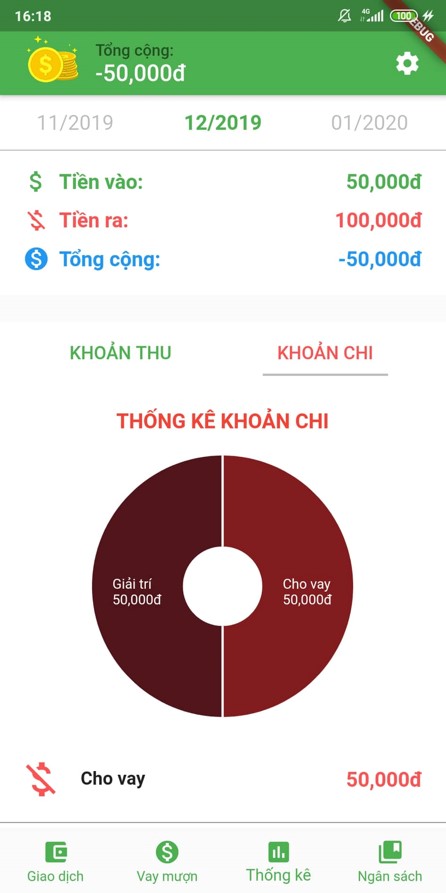 16:18
4G
100
DEBUG
Tổng cộng:
-50,000đ
11/2019
12/2019
01/2020
Tiền vào:
50,000đ
Tiền ra:
100,000đ
Tổng cộng:
-50,000đ
KHOẢN THU
KHOẢN CHI
THỐNG KÊ KHOẢN CHI
Giải trí
50,000đ
Cho vay
50,000đ
Cho vay
50,000đ
Giao dịch
Vay mượn
Thống kê
Ngân sách